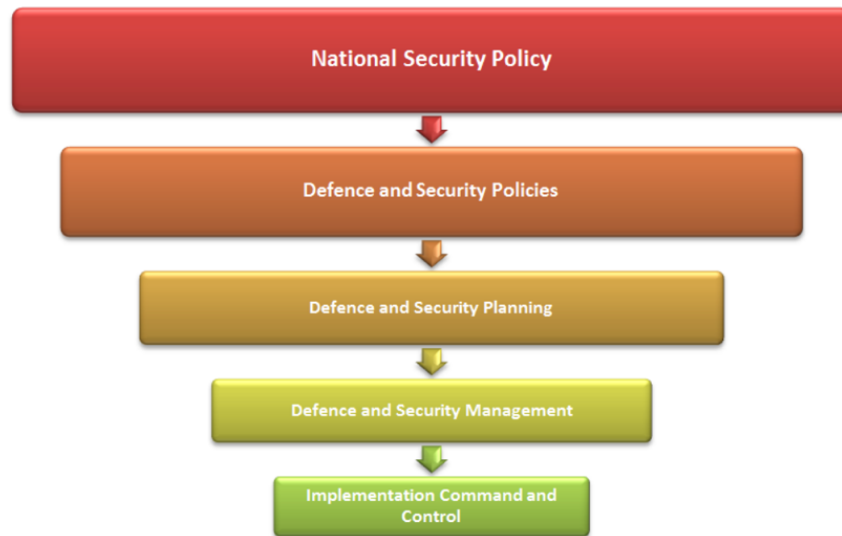 National Security Policy
Defence and Security Policies
Defence and Security Planning
Defence and Security Management
Implementation Command and
Control